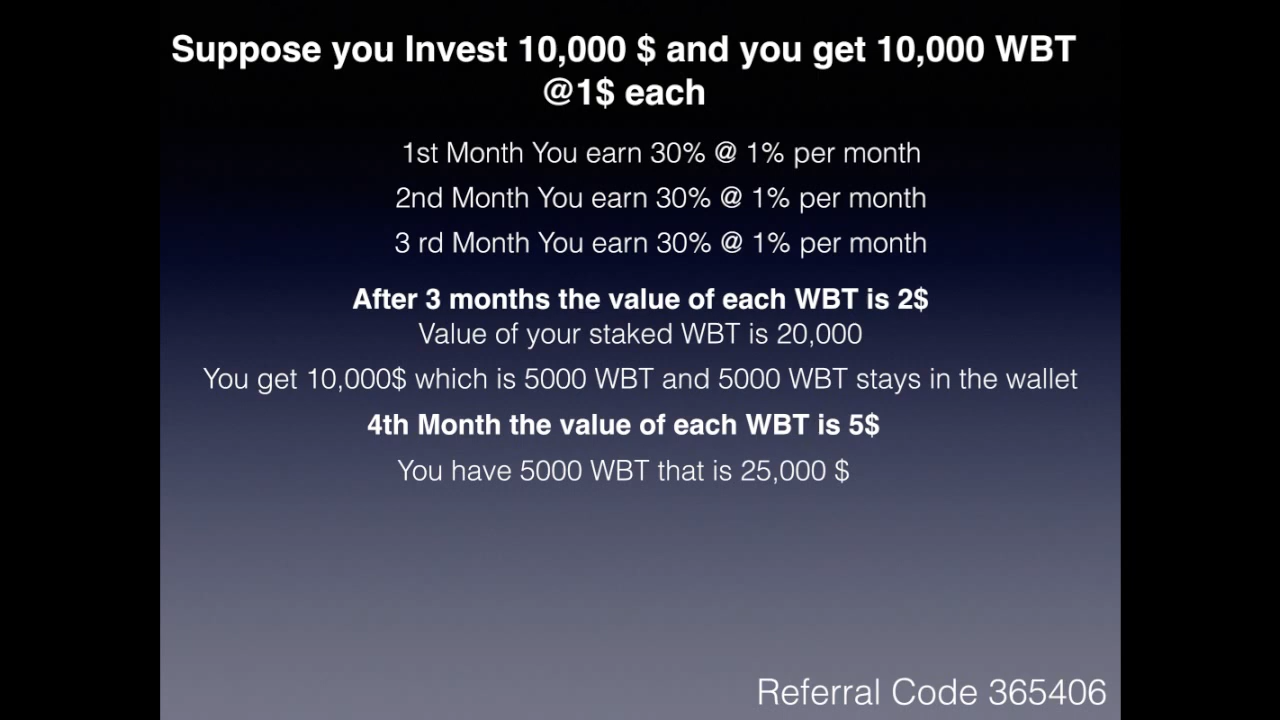 Suppose you Invest 10,000 $ and you get 10,000 WBT
@1$ each
1st Month You earn 30% @ 1% per month
2nd Month You earn 30% @ 1% per month
3 rd Month You earn 30% @ 1% per month
After 3 months the value of each WBT is 2$
Value of your staked WBT is 20,000
You get 10,000$ which is 5000 WBT and 5000 WBT stays in the wallet
4th Month the value of each WBT is 5$
You have 5000 WBT that is 25,000 $
Referral Code 365406